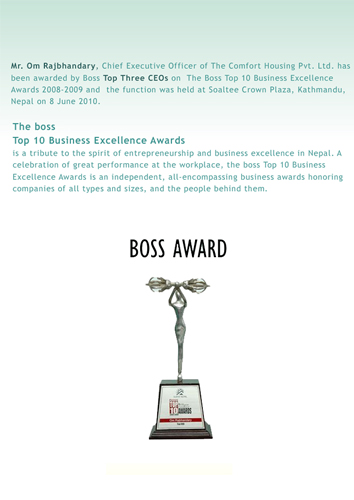 Mr. Om Rajbhandary, Chief Executive Officer of The Comfort Housing Pvt. Ltd. has
been awarded by Boss Top Three CEOs on The Boss Top 10 Business Excellence
Awards 2008-2009 and the function was held at Soaltee Crown Plaza, Kathmandu,
Nepal on 8 June 2010.
The boss
Top 10 Business Excellence Awards
is a tribute to the spirit of entrepreneurship and business excellence in Nepal. A
celebration of great performance at the workplace, the boss Top 10 Business
Excellence Awards is an independent, all-encompassing business awards honoring
companies of all types and sizes, and the people behind them.
BOSS AWARD
AWARDS